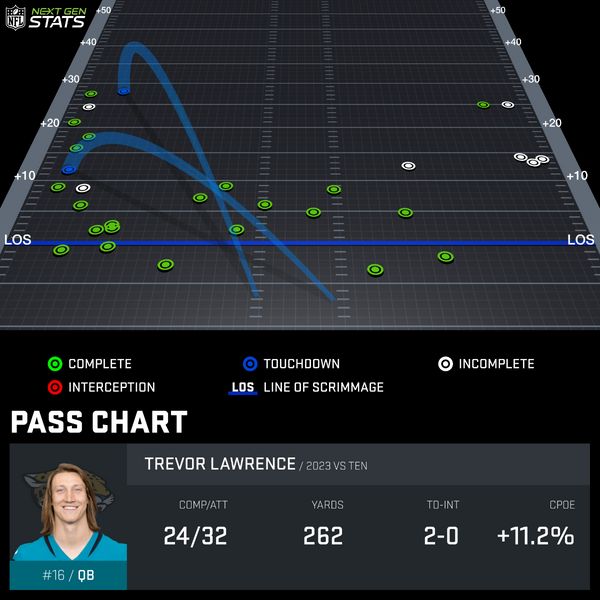 NFL NEXT GEN STATS
+50 +50
+40 +40
+30 +30
+20 +20
+10 +10
LOS LOS
COMPLETE TOUCHDOWN INCOMPLETE
INTERCEPTION LOS LINE OF SCRIMMAGE
PASS CHART
TREVOR LAWRENCE / 2023 VS TEN
COMP/ATT YARDS TD-INT CPOE
24/32 262 2-0 +11.2%
#16 / QB